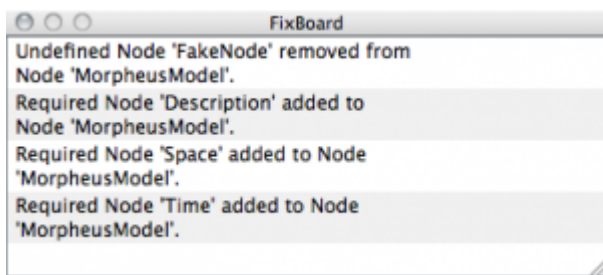 FixBoard
Undefined Node 'FakeNode' removed from
Node 'MorpheusModel'.
Required Node 'Description' added to
Node 'MorpheusModel'.
Required Node 'Space' added to Node
'MorpheusModel'.
Required Node 'Time' added to Node
'MorpheusModel'.